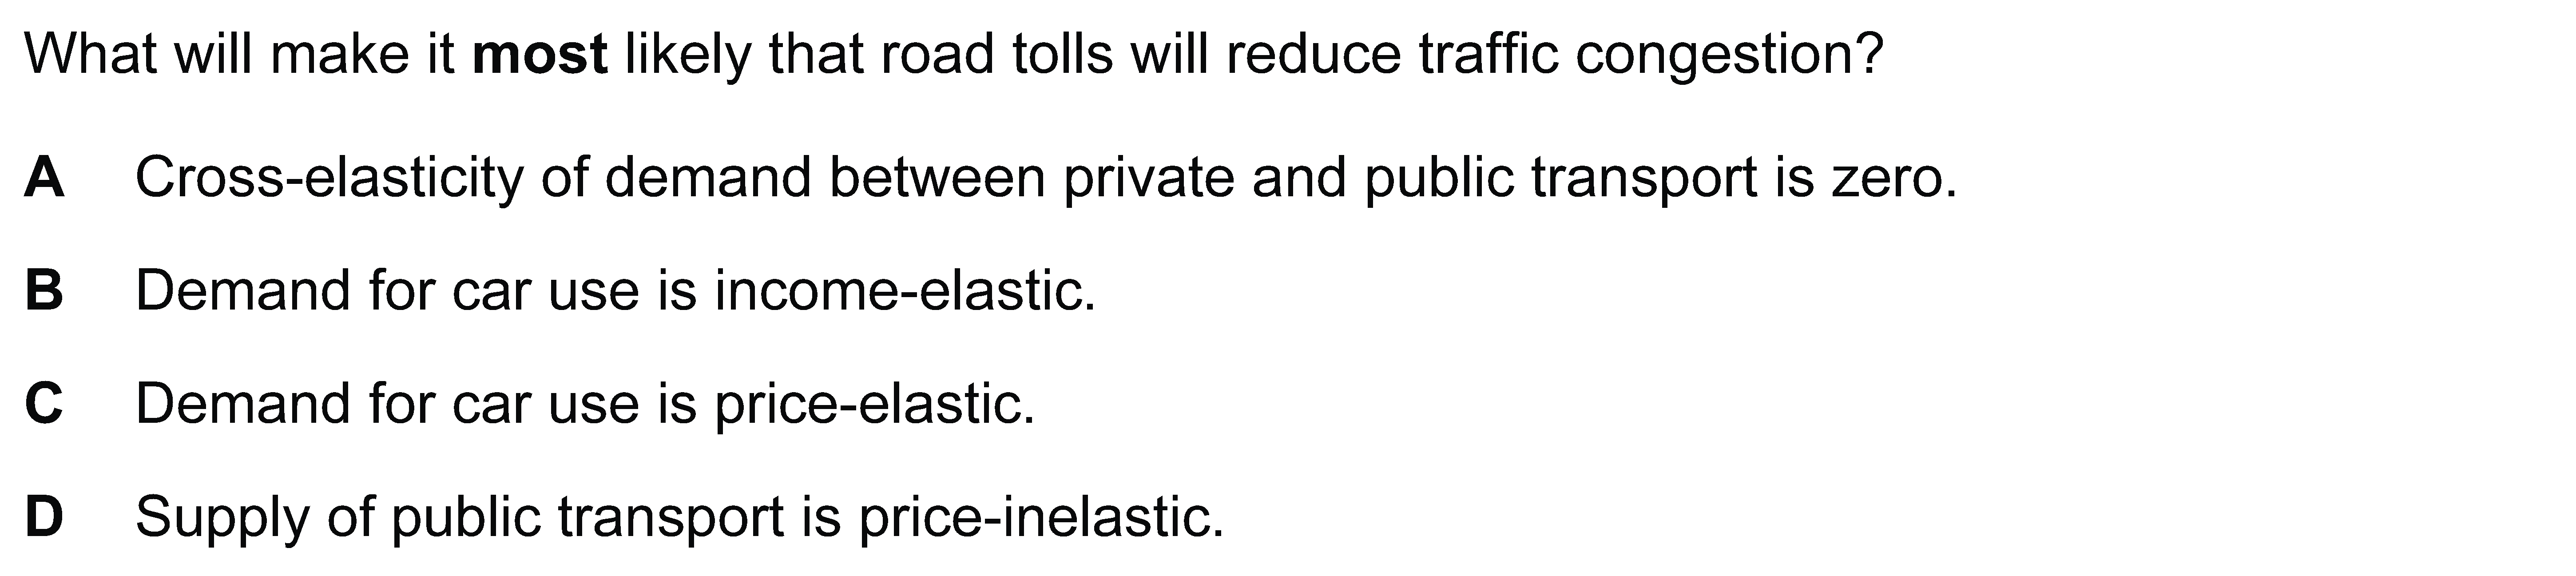 What will make it most likely that road tolls will reduce traffic congestion?
A Cross-elasticity of demand between private and public transport is zero.
B Demand for car use is income-elastic.
C Demand for car use is price-elastic.
D Supply of public transport is price-inelastic.